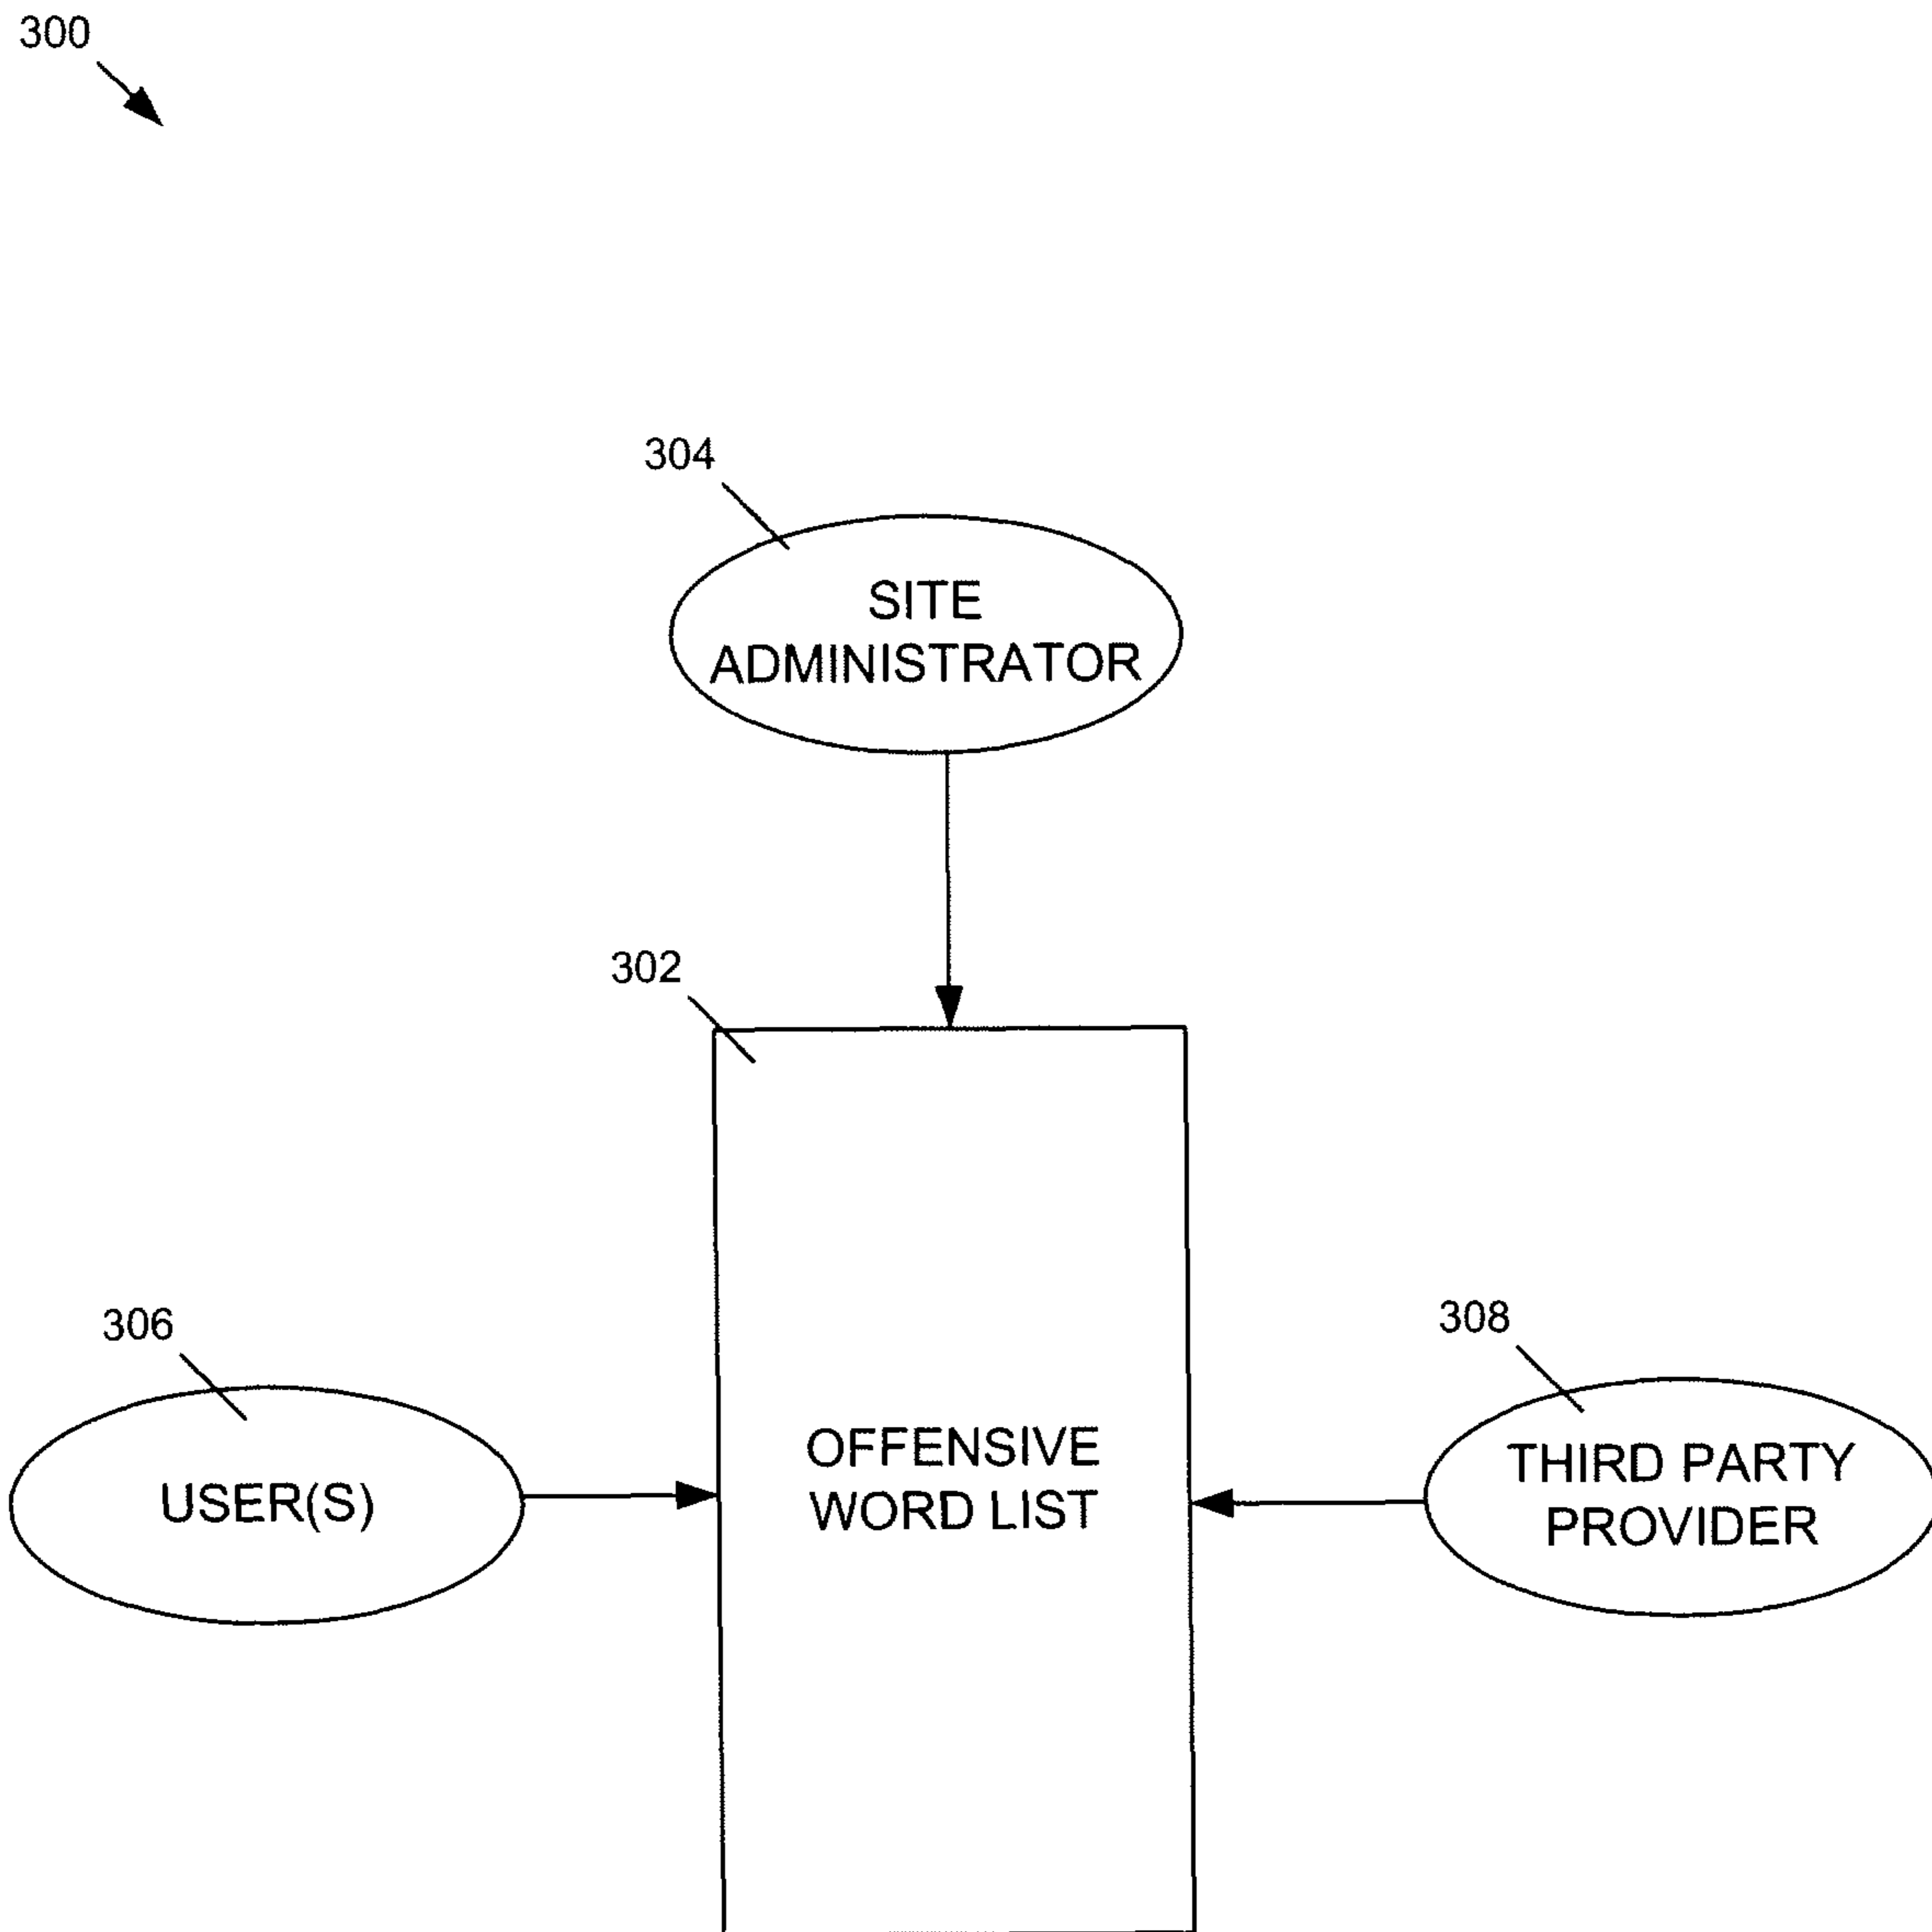 300
304
SITE
ADMINISTRATOR
302
306
308
OFFENSIVE
WORD LIST
USER(S)
THIRD PARTY
PROVIDER